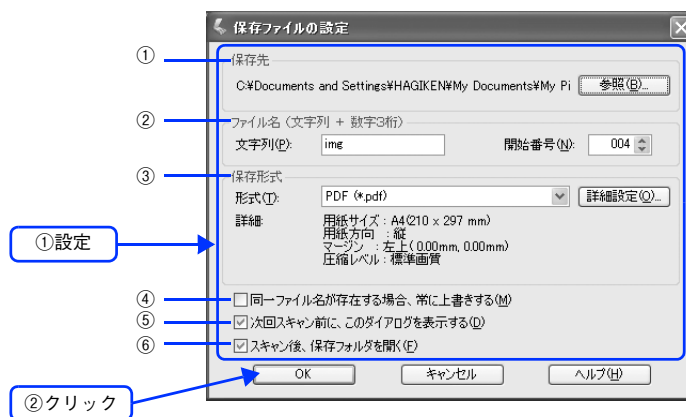 保存ファイルの設定
①
保存先
C:¥Documents and Settings¥HAGIKEN¥My Documents¥My Pi
参照(B)...
②
ファイル名(文字列 + 数字3桁)
文字列(P):
img
開始番号(N):
004
③
保存形式
形式(T):
PDF (*.pdf)
詳細設定(O)...
詳細:
用紙サイズ : A4(210 x 297 mm)
用紙方向 : 縦
マージン : 左上( 0.00mm, 0.00mm)
圧縮レベル : 標準画質
①設定
④
同一ファイル名が存在する場合、常に上書きする(M)
⑤
次回スキャン前に、このダイアログを表示する(D)
⑥
スキャン後、保存フォルダを開く(F)
OK
キャンセル
ヘルプ(H)
②クリック